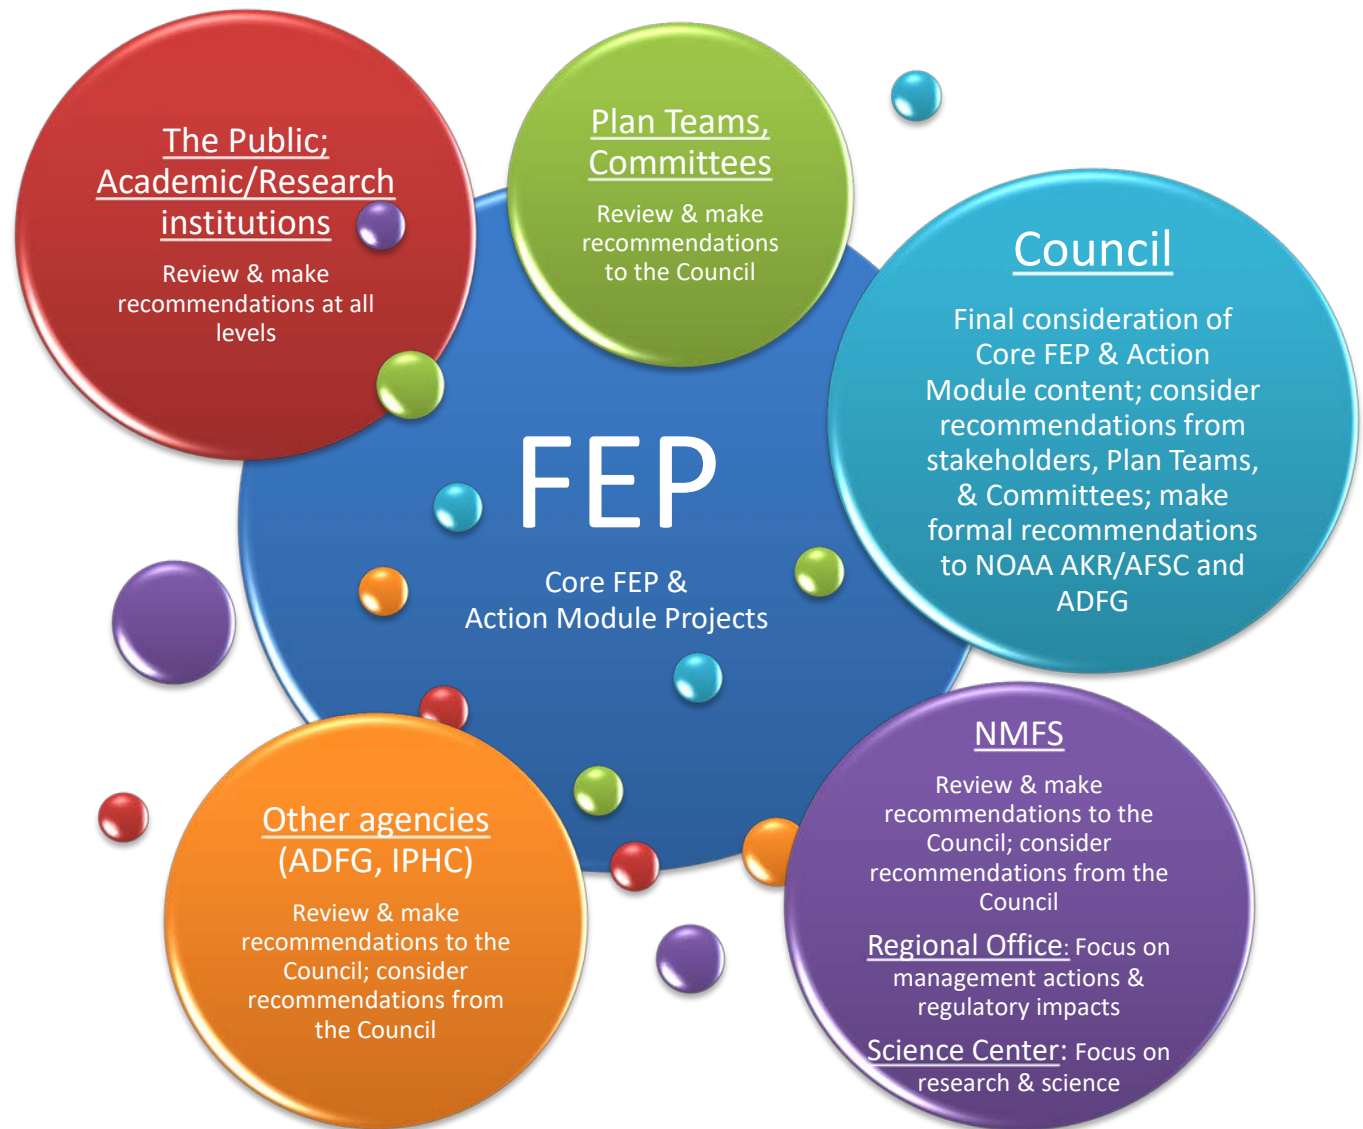 The Public;
Academic/Research
institutions
Review & make
recommendations at all
levels
Plan Teams,
Committees
Review & make
recommendations
to the Council
Council
Final consideration of
Core FEP & Action
Module content; consider
recommendations from
stakeholders, Plan Teams,
& Committees; make
formal recommendations
to NOAA AKR/AFSC and
ADFG
FEP
Core FEP &
Action Module Projects
Other agencies
(ADFG, IPHC)
Review & make
recommendations to the
Council; consider
recommendations from
the Council
NMFS
Review & make
recommendations to the
Council; consider
recommendations from the
Council
Regional Office: Focus on
management actions &
regulatory impacts
Science Center: Focus on
research & science